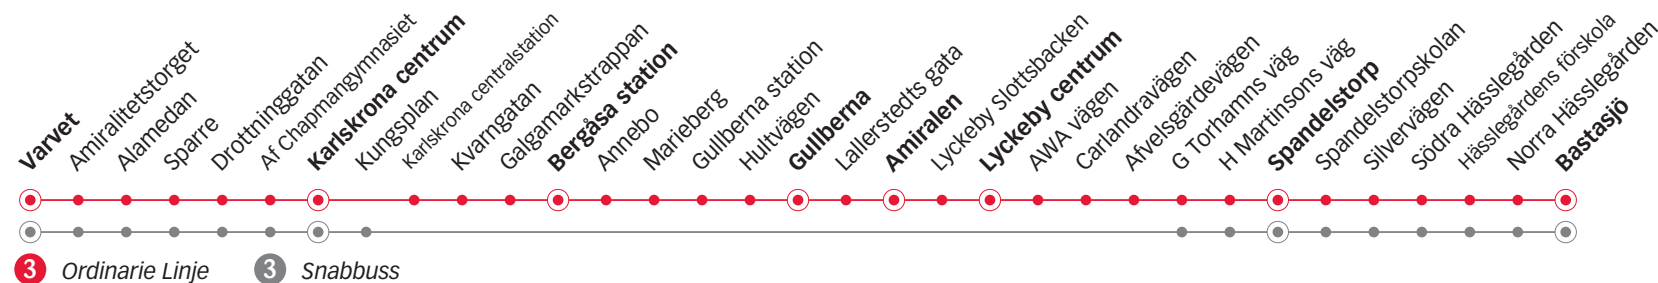 Varvet
Amiralitetstorget
Alamedan
Sparre
Drottninggatan
Af Chapmangymnasiet
Karlskrona centrum
Kungsplan
Karlskrona centralstation
Kvarngatan
Galgamarkstrappan
Bergåsa station
Annebo
Marieberg
Gullberna station
Hultvägen
Gullberna
Lallerstedts gata
Amiralen
Lyckeby Slottsbacken
Lyckeby centrum
AWA vägen
Carlandravägen
Afvelsgärdevägen
G Torhamns väg
H Martinsons väg
Spandelstorp
Spandelstorpskolan
Silvervägen
Södra Hässlegården
Hässlegårdens förskola
Norra Hässlegården
Bastasjö
3 Ordinarie Linje 3 Snabbuss